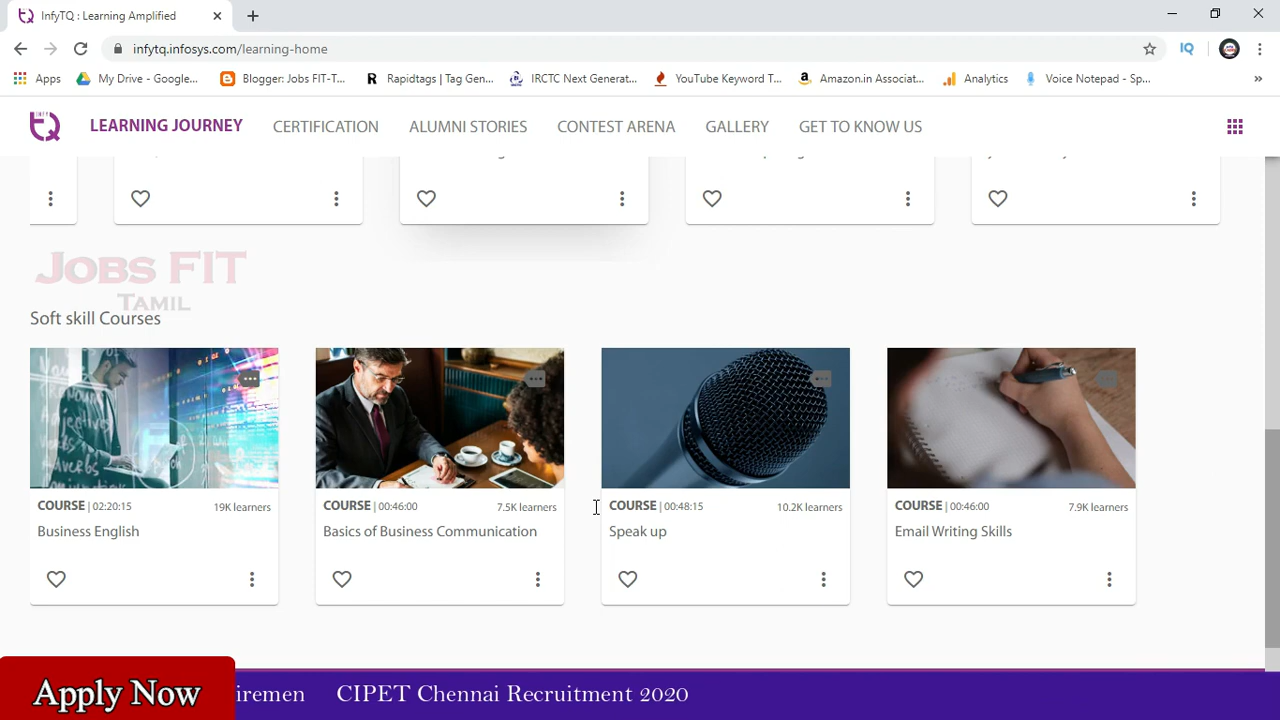 InfyTQ : Learning Amplified
infytq.infosys.com/learning-home
IQ
Apps
My Drive - Google...
Blogger: Jobs FIT-T...
Rapidtags | Tag Gen...
IRCTC Next Generat...
YouTube Keyword T...
Amazon.in Associat...
Analytics
Voice Notepad - Sp...
LEARNING JOURNEY
CERTIFICATION
ALUMNI STORIES
CONTEST ARENA
GALLERY
GET TO KNOW US
Jobs FIT
Tamil
Soft skill Courses
COURSE | 02:20:15
19K learners
Business English
COURSE | 00:46:00
7.5K learners
Basics of Business Communication
COURSE | 00:48:15
10.2K learners
Speak up
COURSE | 00:46:00
7.9K learners
Email Writing Skills
Apply Now
iremen
CIPET Chennai Recruitment 2020